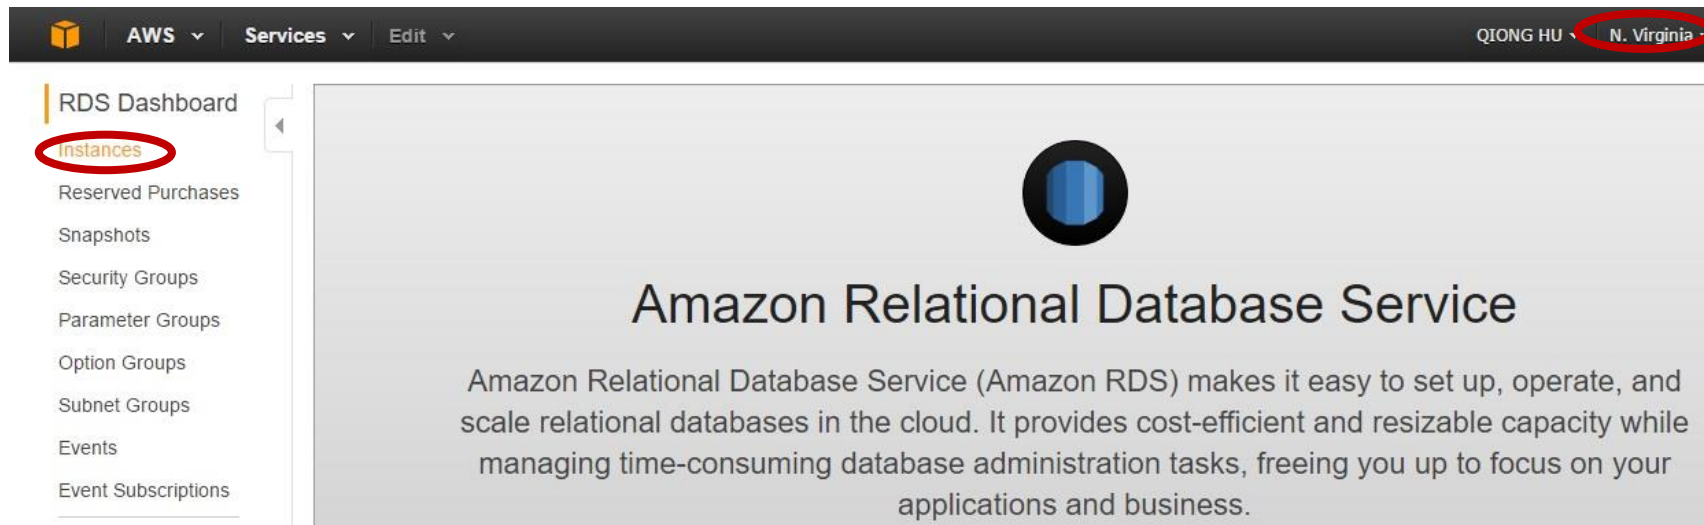 AWS Services Edit QIONG HU N. Virginia
RDS Dashboard
Instances
Reserved Purchases
Snapshots
Security Groups
Parameter Groups
Option Groups
Subnet Groups
Events
Event Subscriptions
Amazon Relational Database Service
Amazon Relational Database Service (Amazon RDS) makes it easy to set up, operate, and
scale relational databases in the cloud. It provides cost-efficient and resizable capacity while
managing time-consuming database administration tasks, freeing you up to focus on your
applications and business.